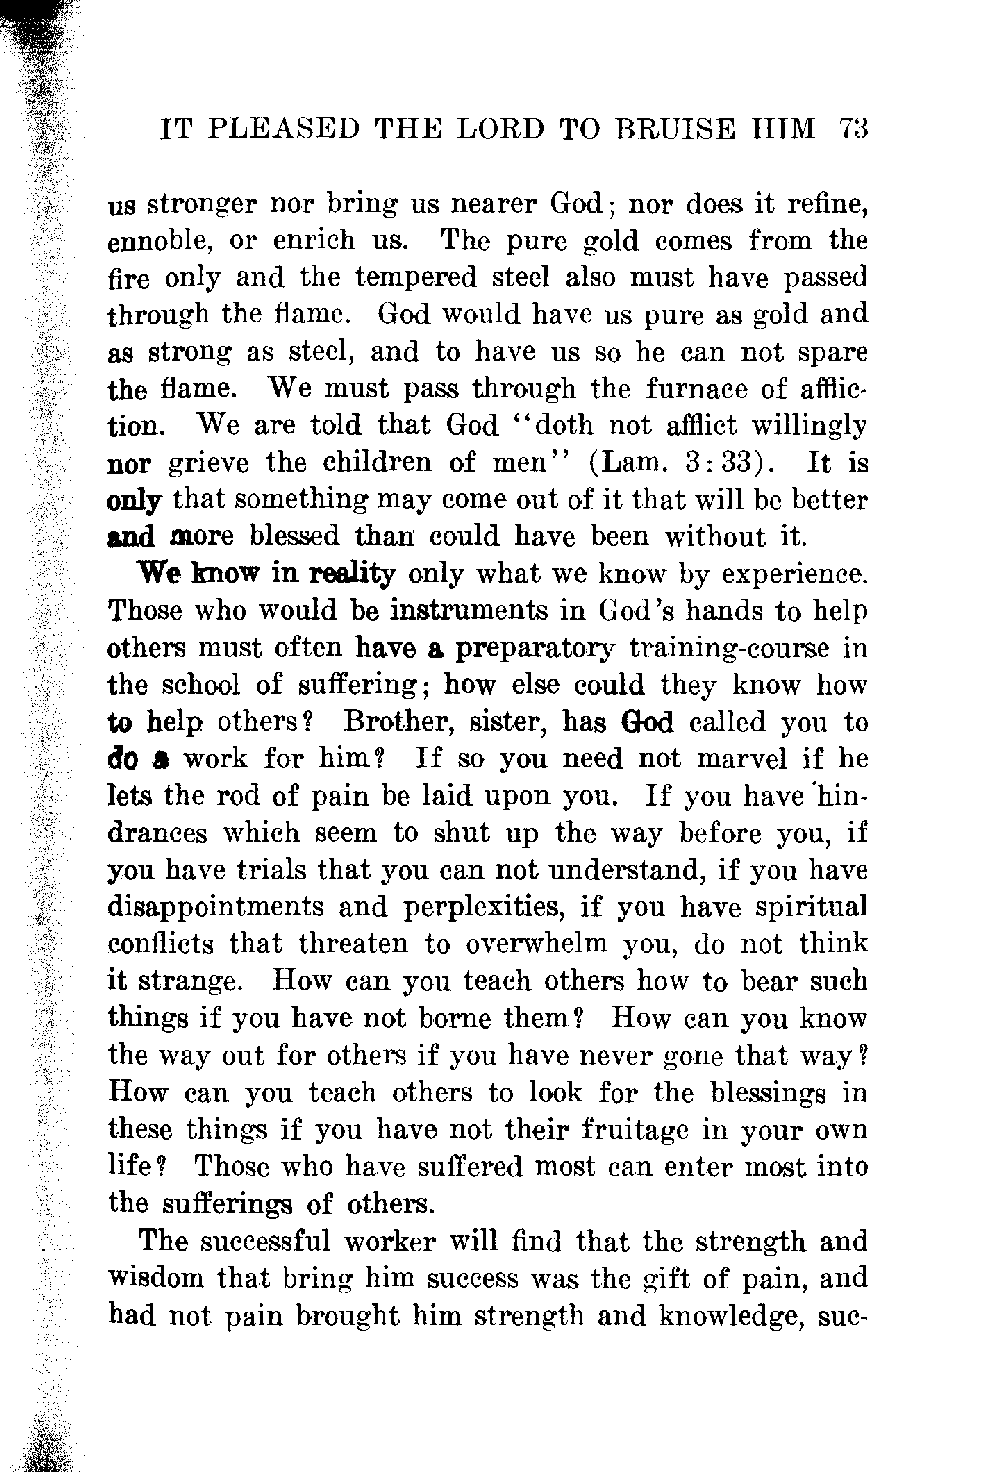 IT PLEASED THE LORD TO BRUISE HIM 73
us stronger nor bring us nearer God; nor does it refine,
ennoble, or enrich us. The pure gold comes from the
fire only and the tempered steel also must have passed
through the flame. God would have us pure as gold and
as strong as steel, and to have us so he can not spare
the flame. We must pass through the furnace of afflic-
tion. We are told that God "doth not afflict willingly
nor grieve the children of men" (Lam. 3:33). It is
only that something may come out of it that will be better
and more blessed than could have been without it.
We know in reality only what we know by experience.
Those who would be instruments in God's hands to help
others must often have a preparatory training-course in
the school of suffering; how else could they know how
to help others? Brother, sister, has God called you to
do a work for him? If so you need not marvel if he
lets the rod of pain be laid upon you. If you have hin-
drances which seem to shut up the way before you, if
you have trials that you can not understand, if you have
disappointments and perplexities, if you have spiritual
conflicts that threaten to overwhelm you, do not think
it strange. How can you teach others how to bear such
things if you have not borne them? How can you know
the way out for others if you have never gone that way?
How can you teach others to look for the blessings in
these things if you have not their fruitage in your own
life? Those who have suffered most can enter most into
the sufferings of others.
The successful worker will find that the strength and
wisdom that bring him success was the gift of pain, and
had not pain brought him strength and knowledge, suc-